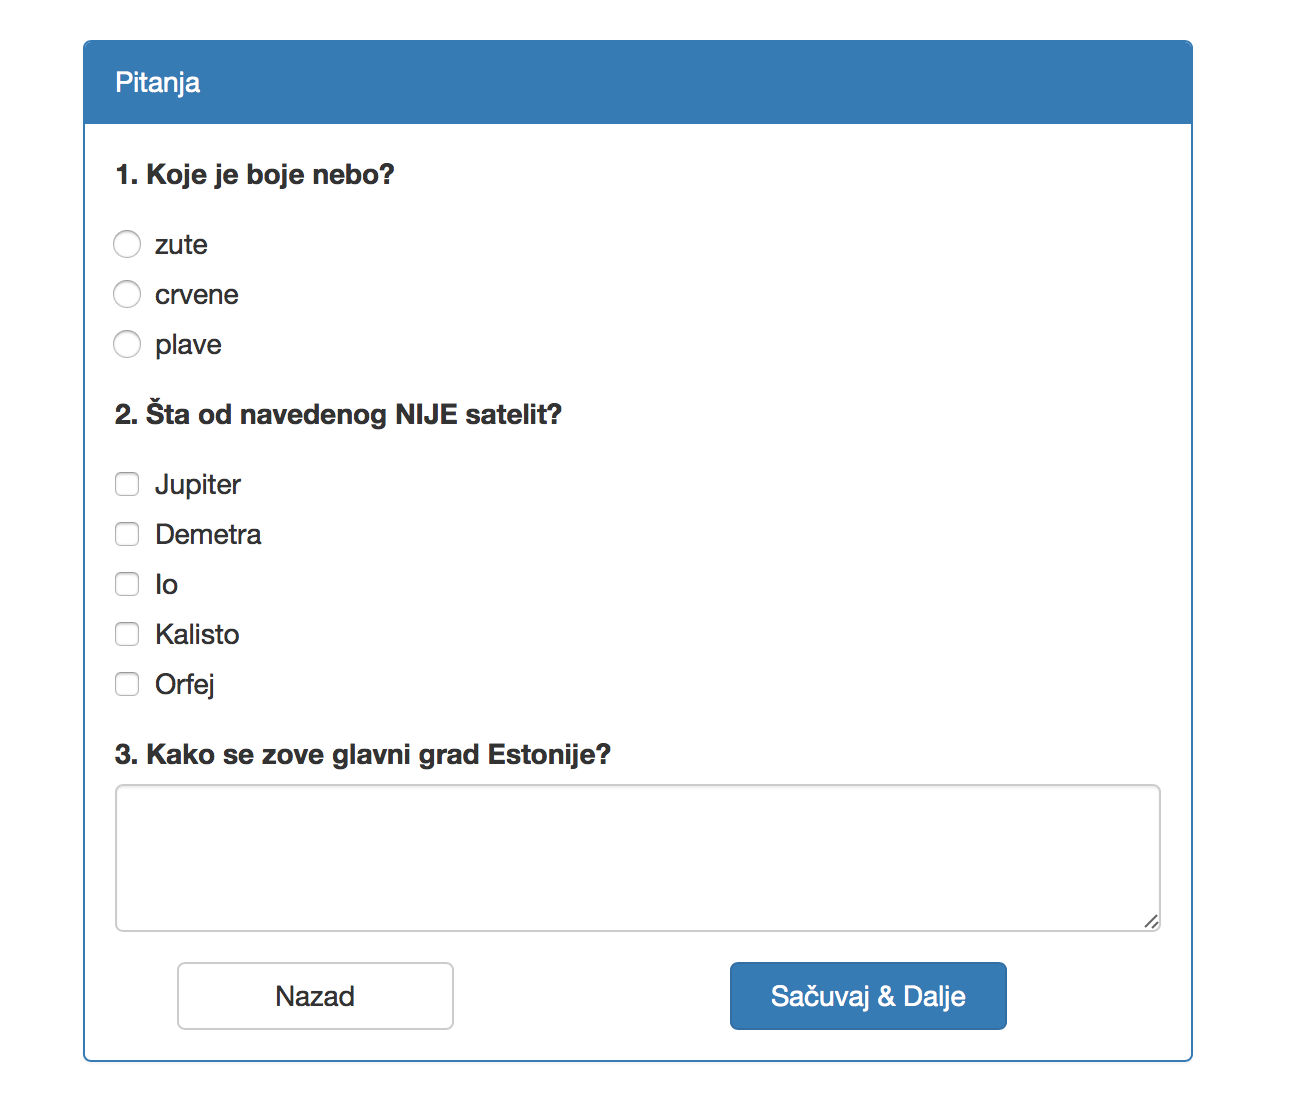 Pitanja
1. Koje je boje nebo?
zute
crvene
plave
2. Šta od navedenog NIJE satelit?
Jupiter
Demetra
Io
Kalisto
Orfej
3. Kako se zove glavni grad Estonije?
Nazad
Sačuvaj & Dalje